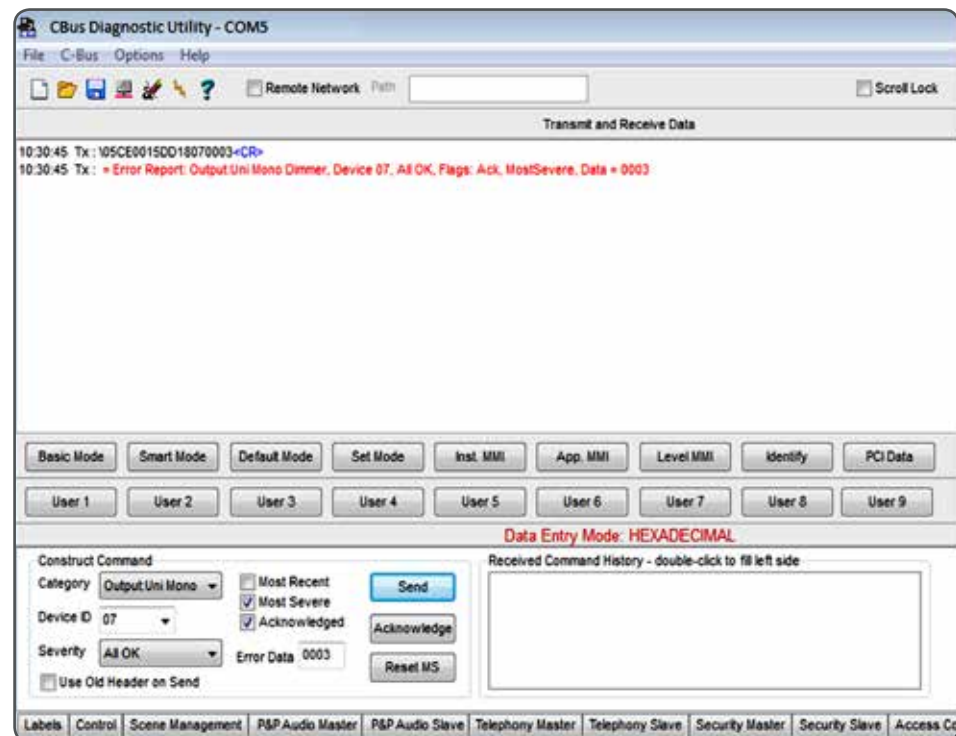 CBus Diagnostic Utility - COM5
File C-Bus Options Help
Remote Network Path Scroll Lock
Transmit and Receive Data
10:30:45 Tx : \05CE0015DD18070003<CR>
10:30:45 Tx : = Error Report: Output Uni Mono Dimmer, Device 07, All OK, Flags: Ack, MostSevere, Data = 0003
Basic Mode Smart Mode Default Mode Set Mode Inst. MMI App. MMI Level MMI Identify PCI Data
User 1 User 2 User 3 User 4 User 5 User 6 User 7 User 8 User 9
Data Entry Mode: HEXADECIMAL
Construct Command
Category Output Uni Mono
Device ID 07
Severity All OK
Use Old Header on Send
Most Recent
Most Severe
Acknowledged
Error Data 0003
Send
Acknowledge
Reset MS
Received Command History - double-click to fill left side
Labels Control Scene Management P&P Audio Master P&P Audio Slave Telephony Master Telephony Slave Security Master Security Slave Access Co